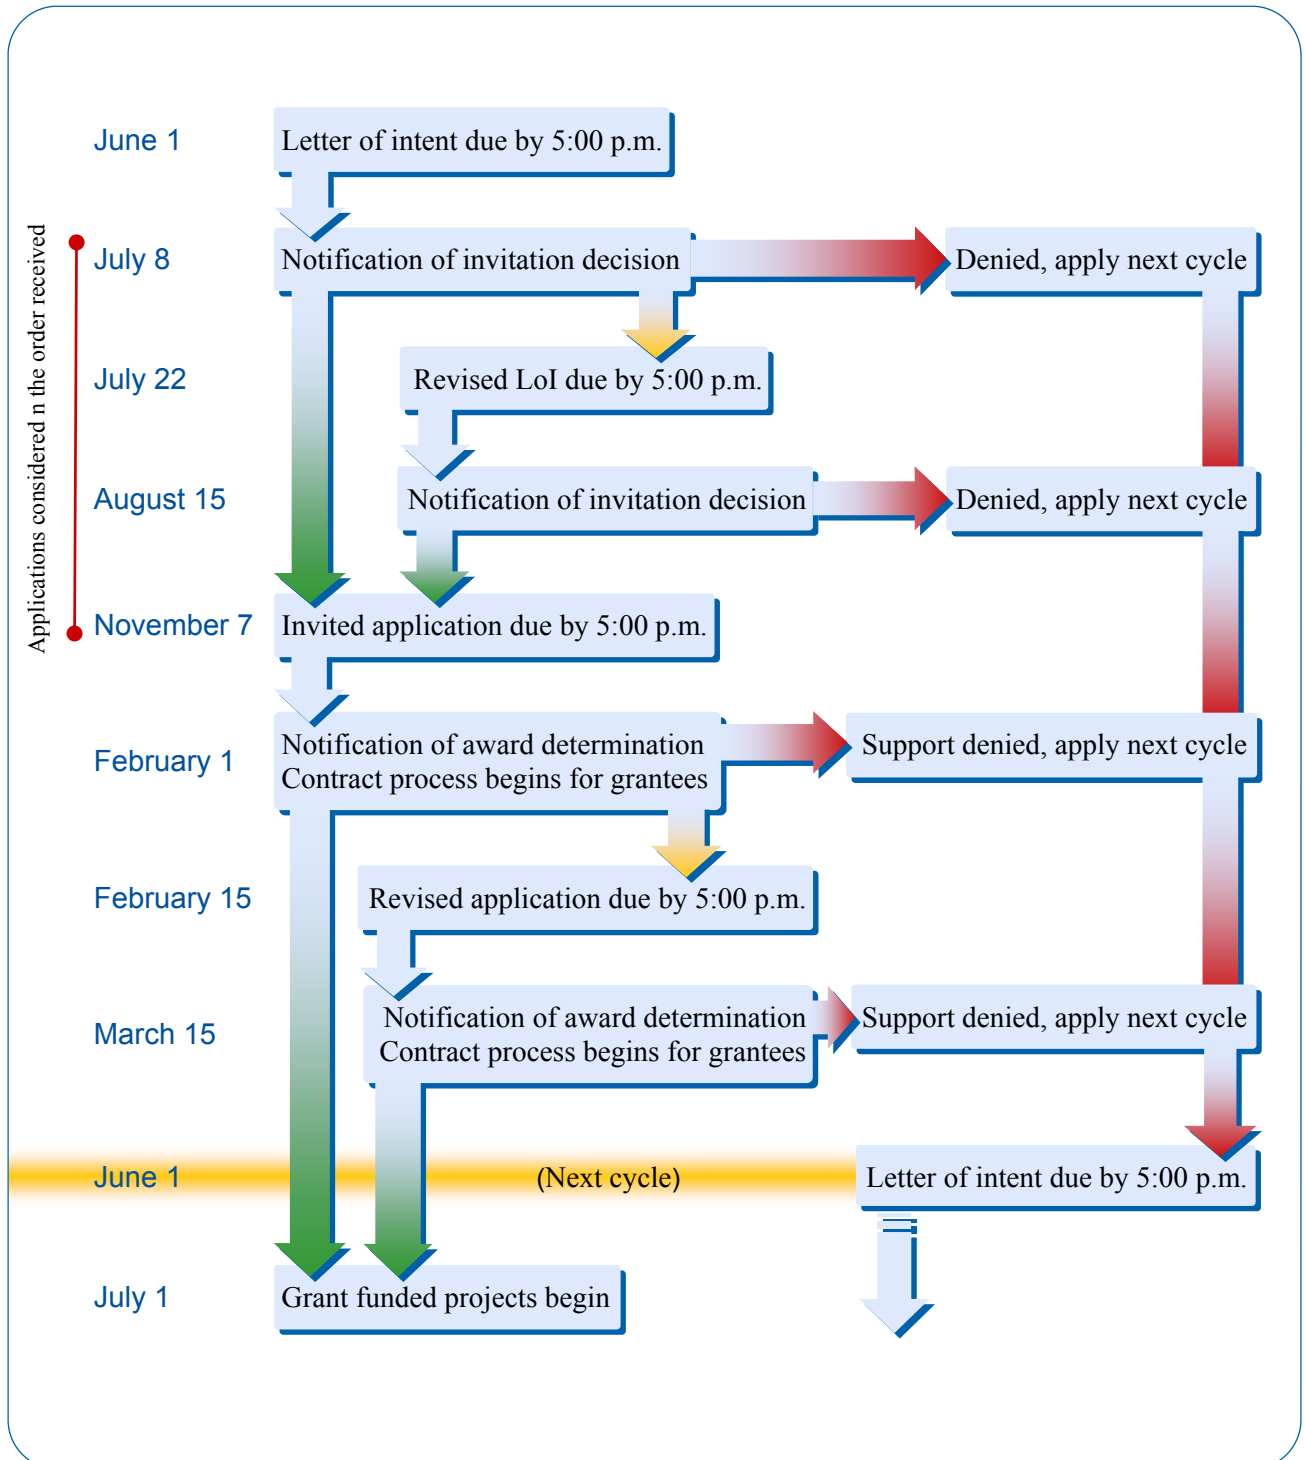 June 1
Letter of intent due by 5:00 p.m.
Applications considered n the order received
July 8
Notification of invitation decision
Denied, apply next cycle
July 22
Revised LoI due by 5:00 p.m.
August 15
Notification of invitation decision
Denied, apply next cycle
November 7
Invited application due by 5:00 p.m.
February 1
Notification of award determination
Contract process begins for grantees
Support denied, apply next cycle
February 15
Revised application due by 5:00 p.m.
March 15
Notification of award determination
Contract process begins for grantees
Support denied, apply next cycle
June 1
(Next cycle)
Letter of intent due by 5:00 p.m.
July 1
Grant funded projects begin